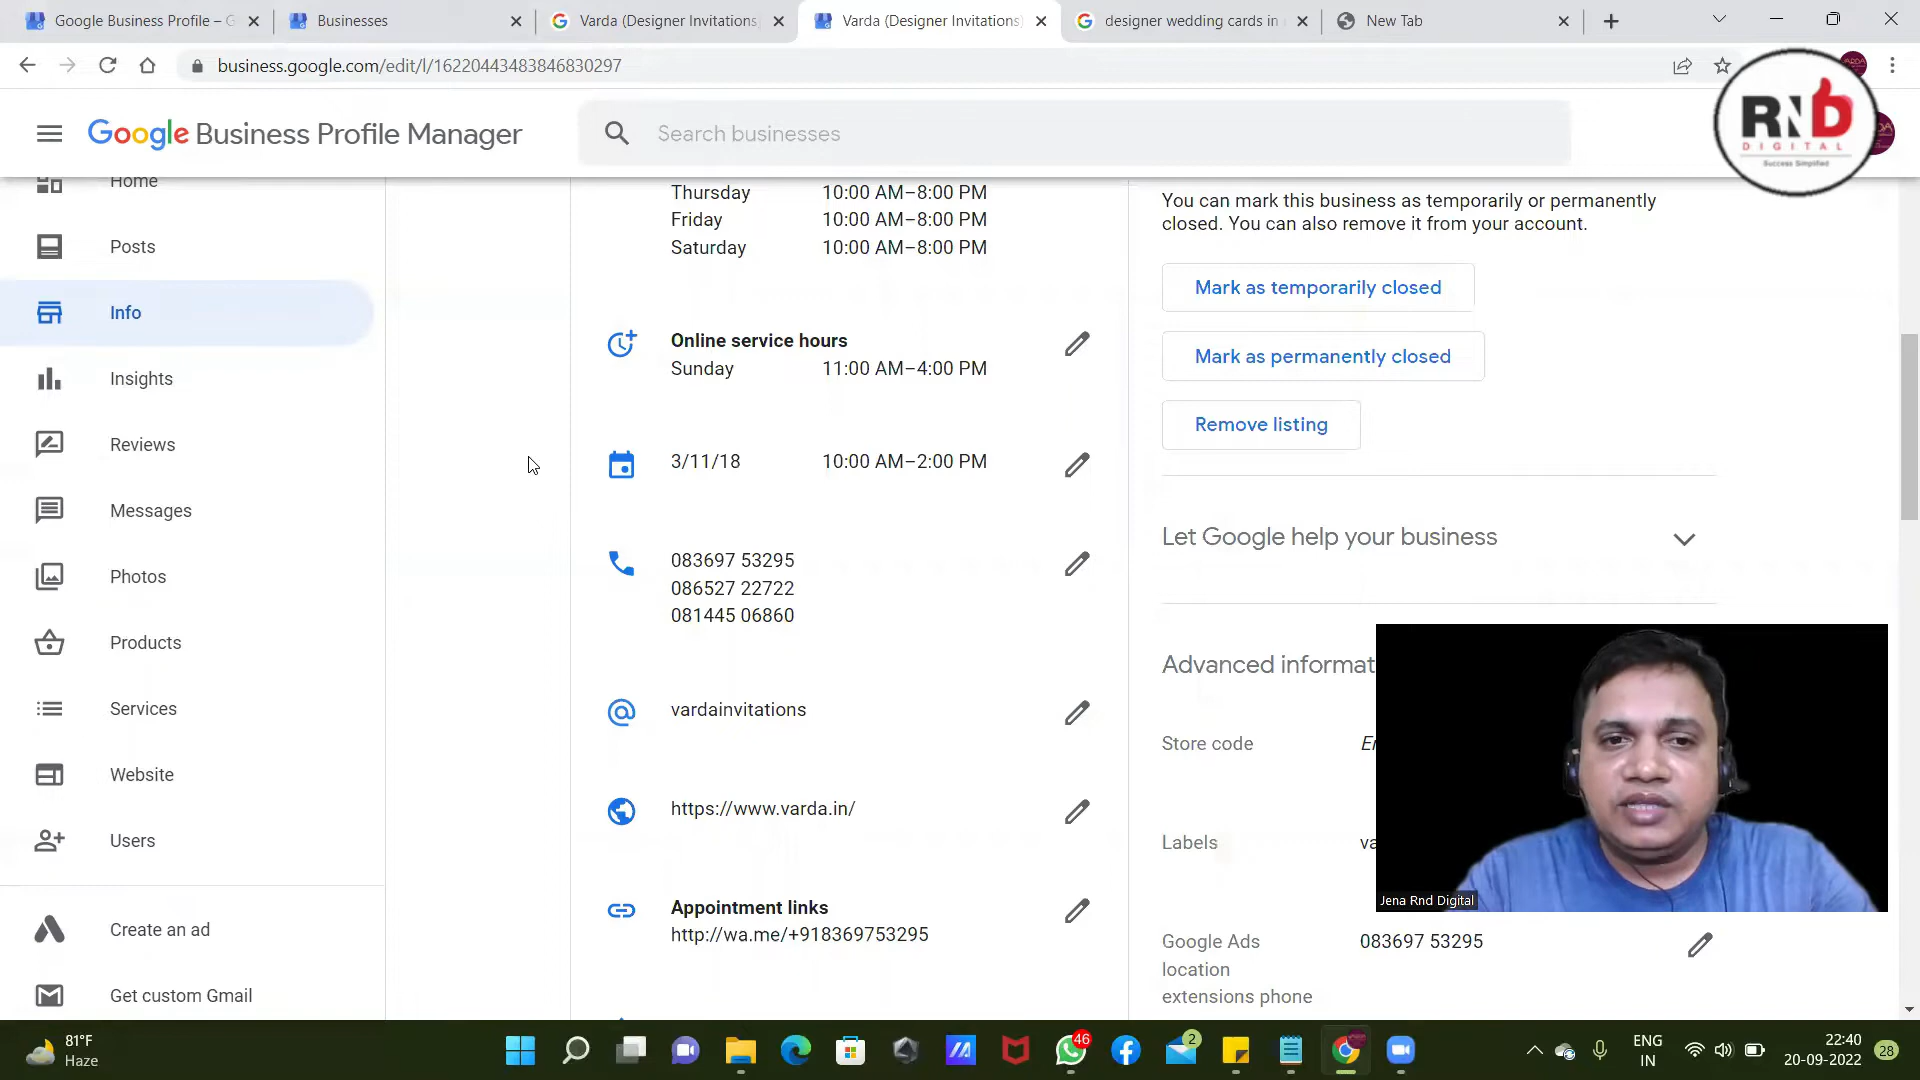 Google Business Profile – G
Businesses
Varda (Designer Invitations)
Varda (Designer Invitations)
designer wedding cards in
New Tab
business.google.com/edit/l/16220443483846830297
Google Business Profile Manager
Search businesses
RND
DIGITAL
Success Simplified
Home
Posts
Info
Insights
Reviews
Messages
Photos
Products
Services
Website
Users
Create an ad
Get custom Gmail
Thursday 10:00 AM–8:00 PM
Friday 10:00 AM–8:00 PM
Saturday 10:00 AM–8:00 PM
Online service hours
Sunday 11:00 AM–4:00 PM
3/11/18 10:00 AM–2:00 PM
083697 53295
086527 22722
081445 06860
vardainvitations
https://www.varda.in/
Appointment links
http://wa.me/+918369753295
You can mark this business as temporarily or permanently
closed. You can also remove it from your account.
Mark as temporarily closed
Mark as permanently closed
Remove listing
Let Google help your business
Advanced informat
Store code
Labels va
Google Ads 083697 53295
location
extensions phone
Jena Rnd Digital
81°F
Haze
46
2
ENG
IN
22:40
20-09-2022
28